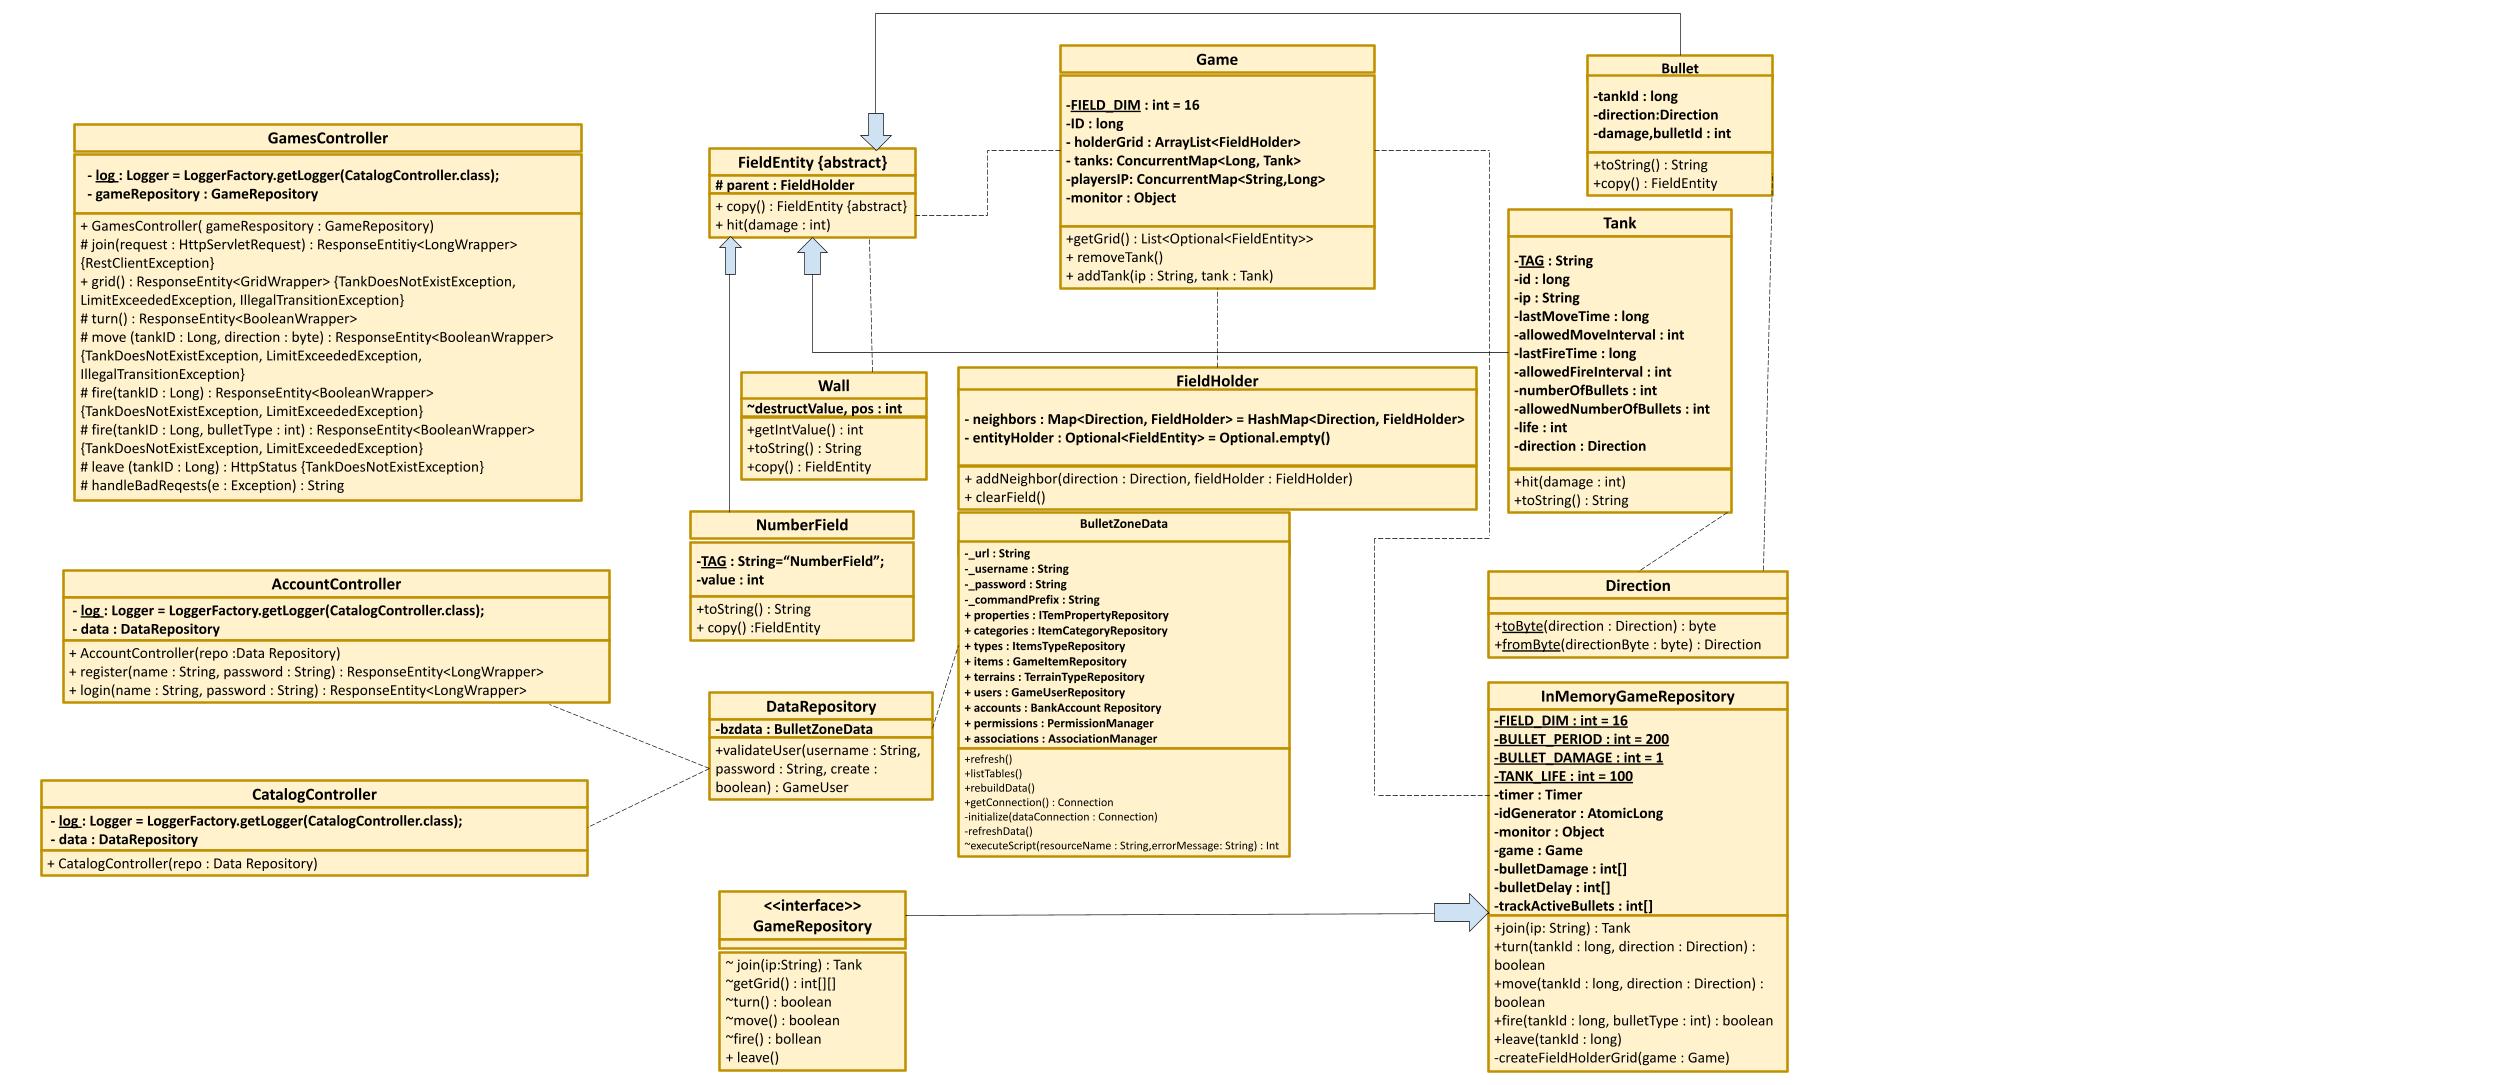 GamesController
- log : Logger = LoggerFactory.getLogger(CatalogController.class);
- gameRepository : GameRepository
+ GamesController( gameRespository : GameRepository)
# join(request : HttpServletRequest) : ResponseEntity<LongWrapper>
{RestClientException}
+ grid() : ResponseEntity<GridWrapper> {TankDoesNotExistException,
LimitExceededException, IllegalTransitionException}
# turn() : ResponseEntity<BooleanWrapper>
# move (tankID : Long, direction : byte) : ResponseEntity<BooleanWrapper>
{TankDoesNotExistException, LimitExceededException,
IllegalTransitionException}
# fire(tankID : Long) : ResponseEntity<BooleanWrapper>
{TankDoesNotExistException, LimitExceededException}
# fire(tankID : Long, bulletType : int) : ResponseEntity<BooleanWrapper>
{TankDoesNotExistException, LimitExceededException}
# leave (tankID : Long) : HttpStatus {TankDoesNotExistException}
# handleBadReqests(e : Exception) : String
AccountController
- log : Logger = LoggerFactory.getLogger(CatalogController.class);
- data : DataRepository
+ AccountController(repo :Data Repository)
+ register(name : String, password : String) : ResponseEntity<LongWrapper>
+ login(name : String, password : String) : ResponseEntity<LongWrapper>
CatalogController
- log : Logger = LoggerFactory.getLogger(CatalogController.class);
- data : DataRepository
+ CatalogController(repo : Data Repository)
FieldEntity {abstract}
# parent : FieldHolder
+ copy() : FieldEntity {abstract}
+ hit(damage : int)
Wall
~destructValue, pos : int
+getIntValue() : int
+toString() : String
+copy() : FieldEntity
NumberField
-TAG : String=“NumberField”;
-value : int
+toString() : String
+ copy() :FieldEntity
DataRepository
-bzdata : BulletZoneData
+validateUser(username : String,
password : String, create :
boolean) : GameUser
<<interface>>
GameRepository
~ join(ip:String) : Tank
~getGrid() : int[][]
~turn() : boolean
~move() : boolean
~fire() : bollean
+ leave()
Game
-FIELD_DIM : int = 16
-ID : long
- holderGrid : ArrayList<FieldHolder>
- tanks: ConcurrentMap<Long, Tank>
-playersIP: ConcurrentMap<String,Long>
-monitor : Object
+getGrid() : List<Optional<FieldEntity>>
+ removeTank()
+ addTank(ip : String, tank : Tank)
FieldHolder
- neighbors : Map<Direction, FieldHolder> = HashMap<Direction, FieldHolder>
- entityHolder : Optional<FieldEntity> = Optional.empty()
+ addNeighbor(direction : Direction, fieldHolder : FieldHolder)
+ clearField()
BulletZoneData
-_url : String
-_username : String
-_password : String
-_commandPrefix : String
+ properties : ITemPropertyRepository
+ categories : ItemCategoryRepository
+ types : ItemsTypeRepository
+ items : GameItemRepository
+ terrains : TerrainTypeRepository
+ users : GameUserRepository
+ accounts : BankAccount Repository
+ permissions : PermissionManager
+ associations : AssociationManager
+refresh()
+listTables()
+rebuildData()
+getConnection() : Connection
-initialize(dataConnection : Connection)
-refreshData()
~executeScript(resourceName : String,errorMessage: String) : Int
Bullet
-tankId : long
-direction:Direction
-damage,bulletId : int
+toString() : String
+copy() : FieldEntity
Tank
-TAG : String
-id : long
-ip : String
-lastMoveTime : long
-allowedMoveInterval : int
-lastFireTime : long
-allowedFireInterval : int
-numberOfBullets : int
-allowedNumberOfBullets : int
-life : int
-direction : Direction
+hit(damage : int)
+toString() : String
Direction
+toByte(direction : Direction) : byte
+fromByte(directionByte : byte) : Direction
InMemoryGameRepository
-FIELD_DIM : int = 16
-BULLET_PERIOD : int = 200
-BULLET_DAMAGE : int = 1
-TANK_LIFE : int = 100
-timer : Timer
-idGenerator : AtomicLong
-monitor : Object
-game : Game
-bulletDamage : int[]
-bulletDelay : int[]
-trackActiveBullets : int[]
+join(ip: String) : Tank
+turn(tankId : long, direction : Direction) :
boolean
+move(tankId : long, direction : Direction) :
boolean
+fire(tankId : long, bulletType : int) : boolean
+leave(tankId : long)
-createFieldHolderGrid(game : Game)